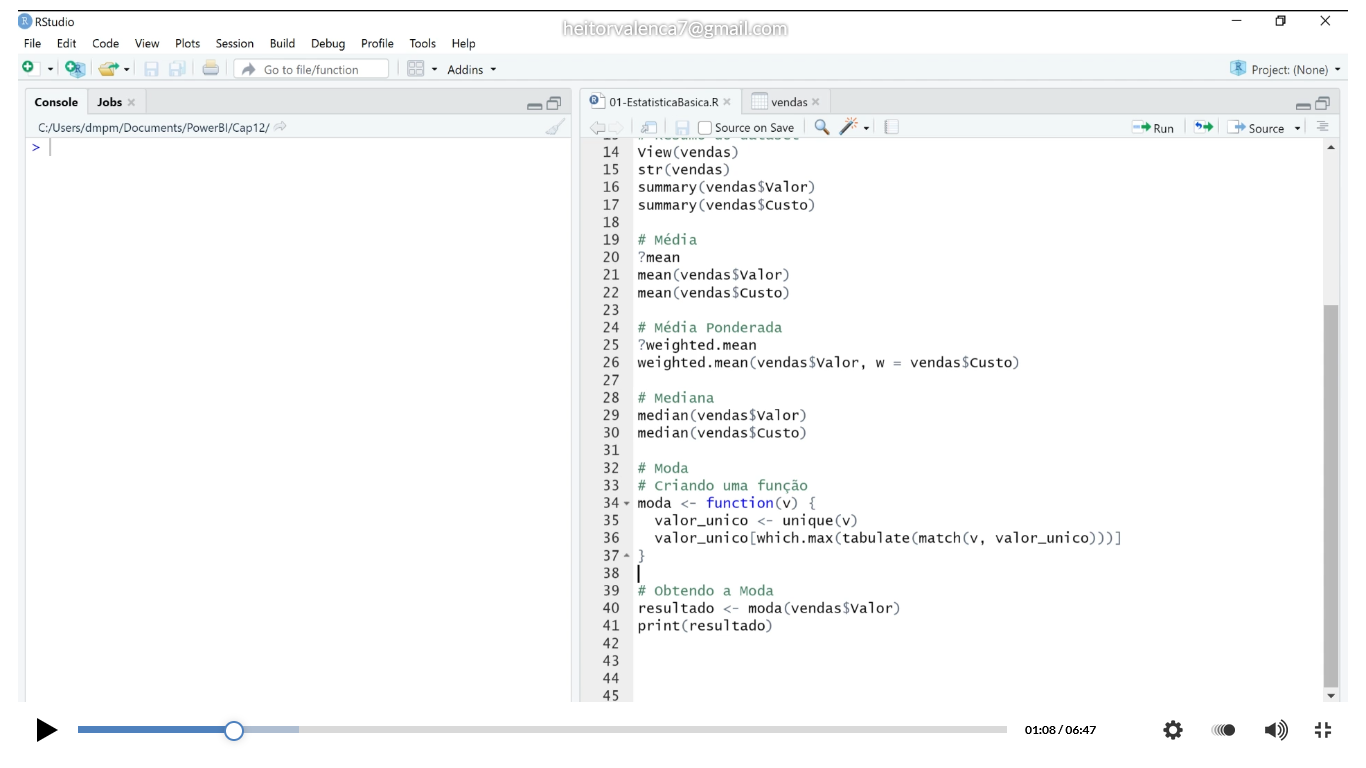 RStudio
heitorvalenca7@gmail.com
File Edit Code View Plots Session Build Debug Profile Tools Help
Go to file/function
Addins
Project: (None)
Console Jobs
C:/Users/dmpm/Documents/PowerBI/Cap12/
>
01-EstatisticaBasica.R vendas
Source on Save Run Source
14 View(vendas)
15 str(vendas)
16 summary(vendas$Valor)
17 summary(vendas$Custo)
18
19 # Média
20 ?mean
21 mean(vendas$Valor)
22 mean(vendas$Custo)
23
24 # Média Ponderada
25 ?weighted.mean
26 weighted.mean(vendas$Valor, w = vendas$Custo)
27
28 # Mediana
29 median(vendas$Valor)
30 median(vendas$Custo)
31
32 # Moda
33 # Criando uma função
34 moda <- function(v) {
35 valor_unico <- unique(v)
36 valor_unico[which.max(tabulate(match(v, valor_unico)))]
37 }
38
39 # Obtendo a Moda
40 resultado <- moda(vendas$Valor)
41 print(resultado)
42
43
44
45
01:08 / 06:47